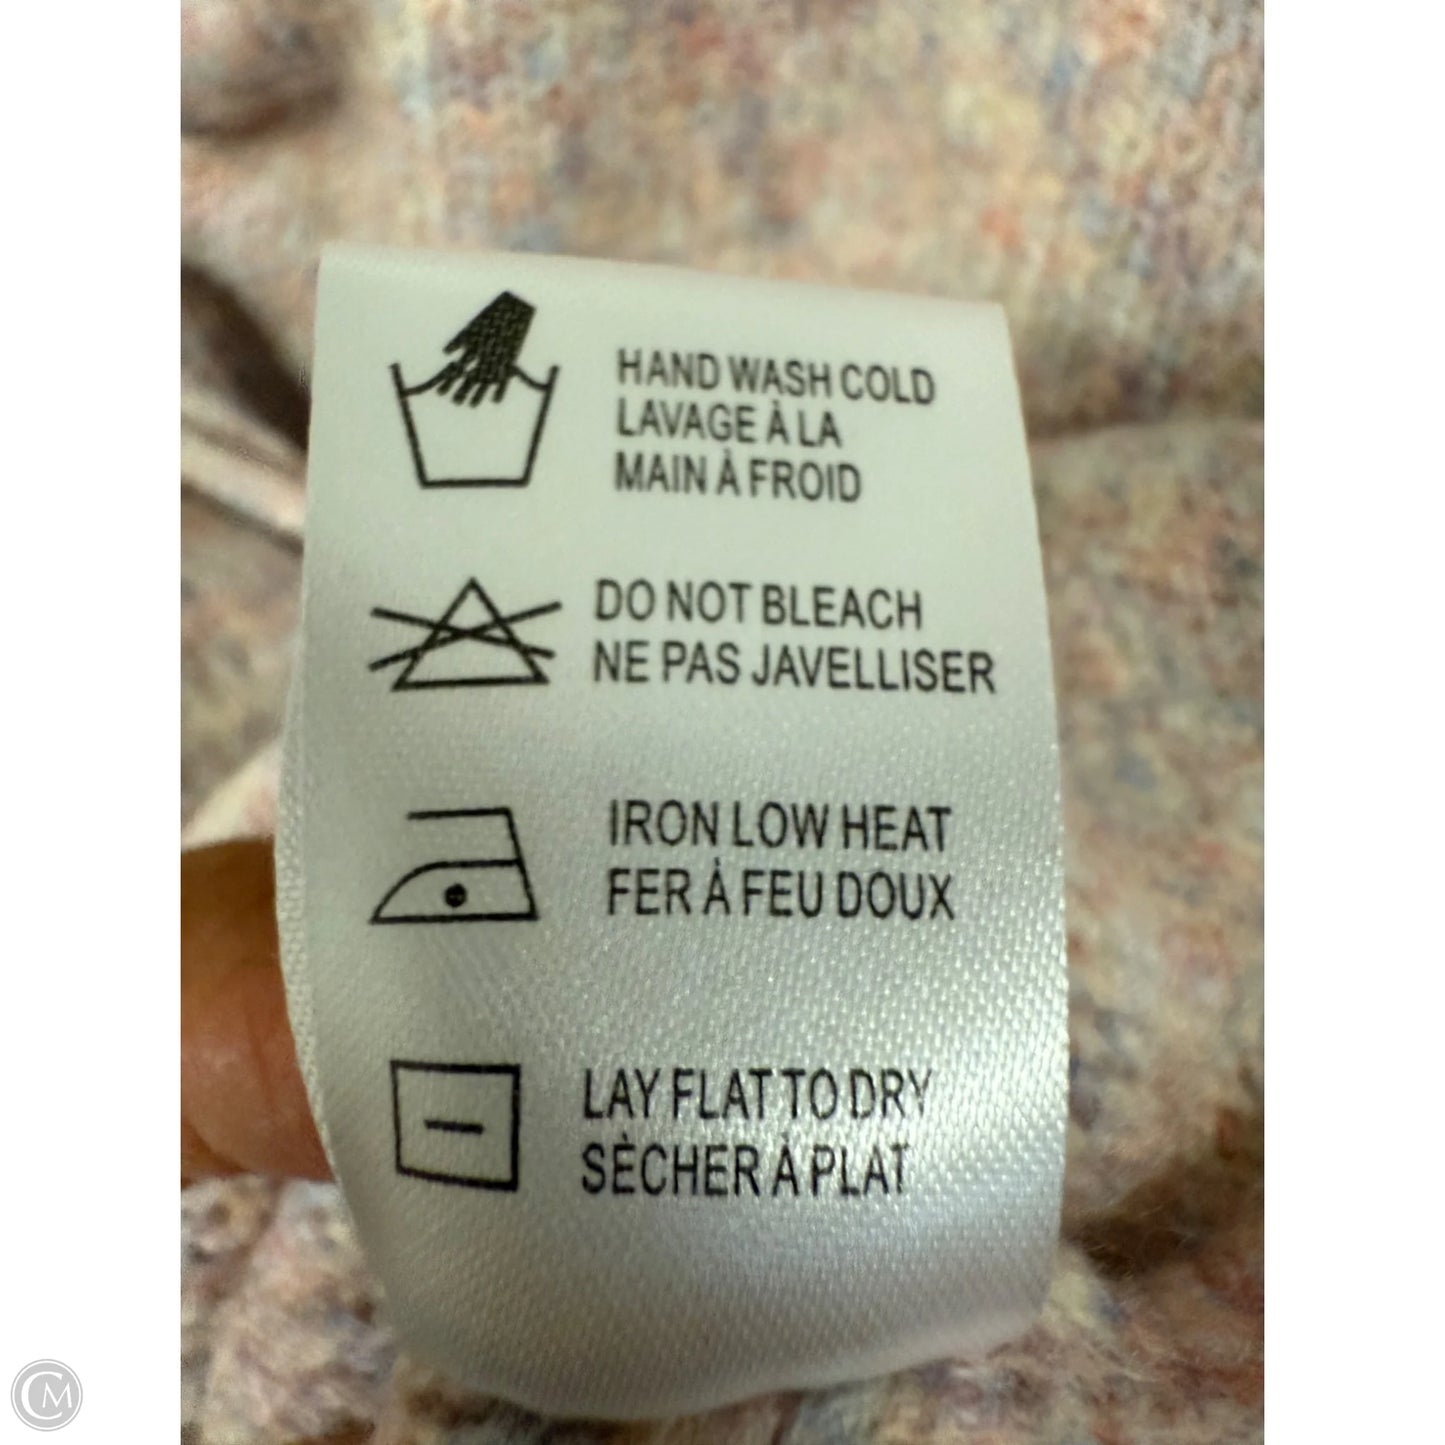 HAND WASH COLD
LAVAGE À LA
MAIN À FROID
DO NOT BLEACH
NE PAS JAVELLISER
IRON LOW HEAT
FER À FEU DOUX
LAY FLAT TO DRY
SÈCHER À PLAT
CM